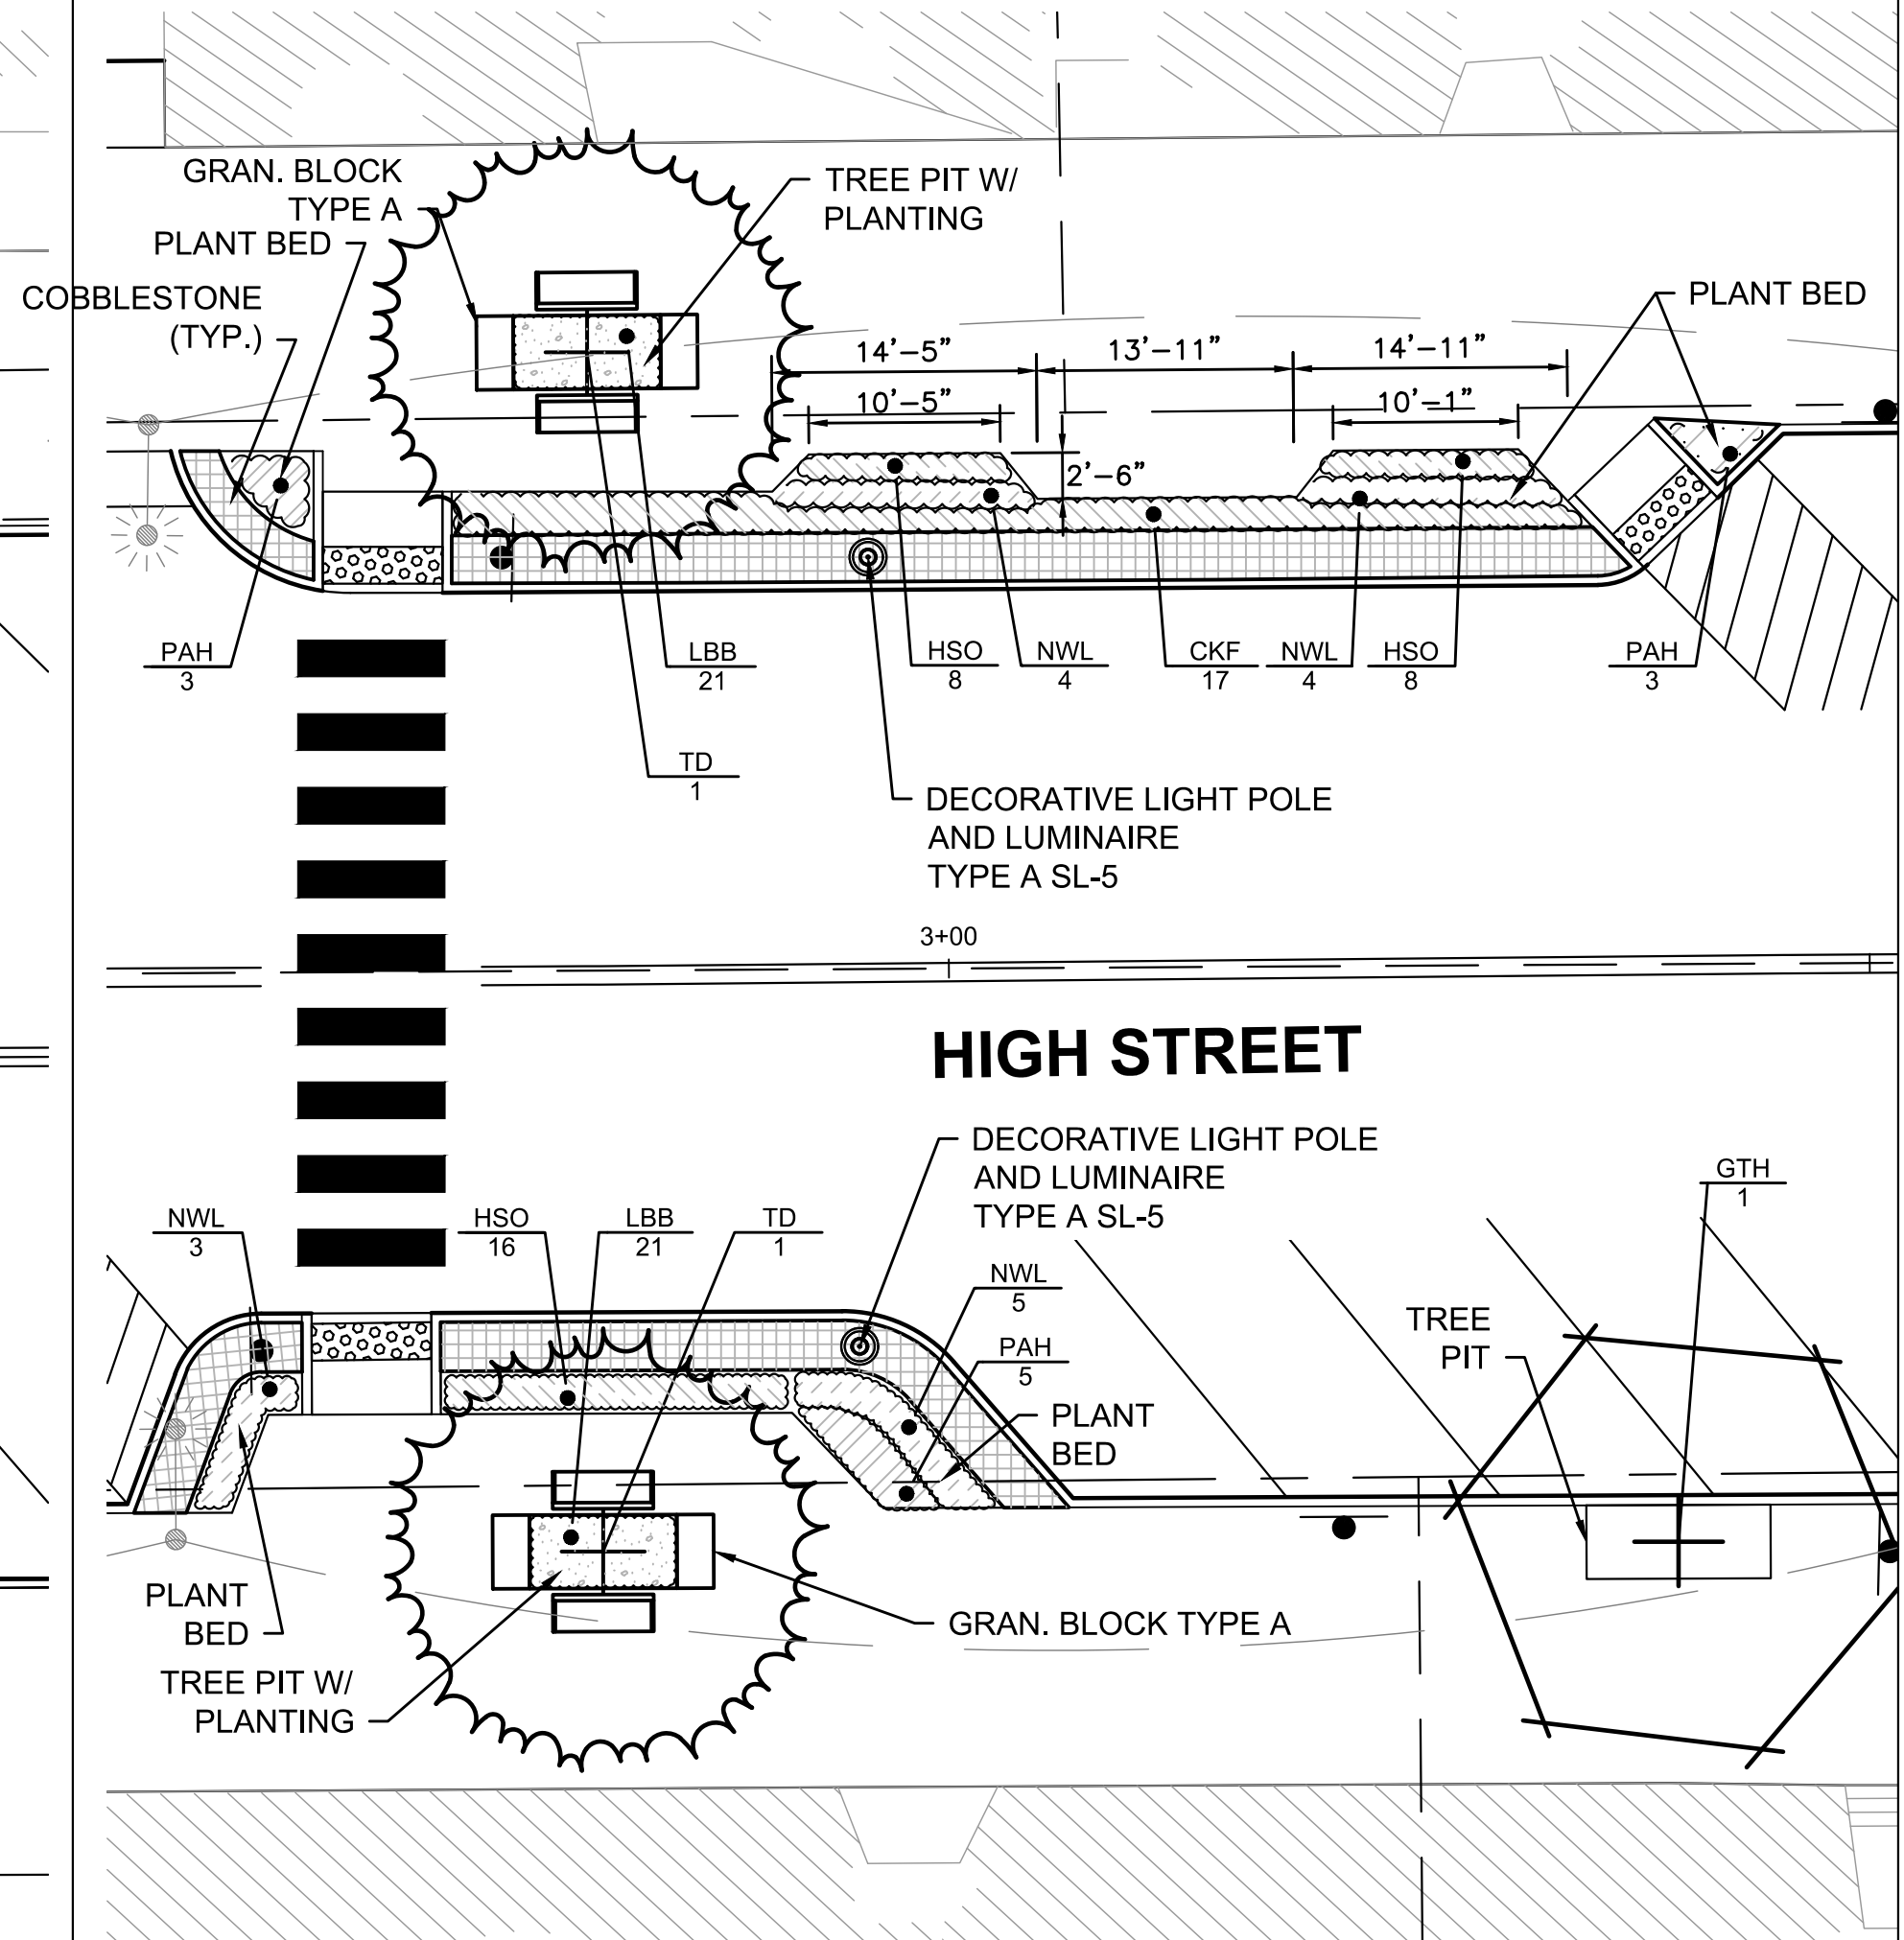 GRAN. BLOCK
TYPE A
PLANT BED
COBBLESTONE
(TYP.)
TREE PIT W/
PLANTING
PLANT BED
14'-5"
13'-11"
14'-11"
10'-5"
10'-1"
2'-6"
PAH
3
LBB
21
HSO
8
NWL
4
CKF
17
NWL
4
HSO
8
PAH
3
TD
1
DECORATIVE LIGHT POLE
AND LUMINAIRE
TYPE A SL-5
3+00
HIGH STREET
DECORATIVE LIGHT POLE
AND LUMINAIRE
TYPE A SL-5
GTH
1
NWL
3
HSO
16
LBB
21
TD
1
NWL
5
PAH
5
TREE
PIT
PLANT
BED
PLANT
BED
GRAN. BLOCK TYPE A
TREE PIT W/
PLANTING